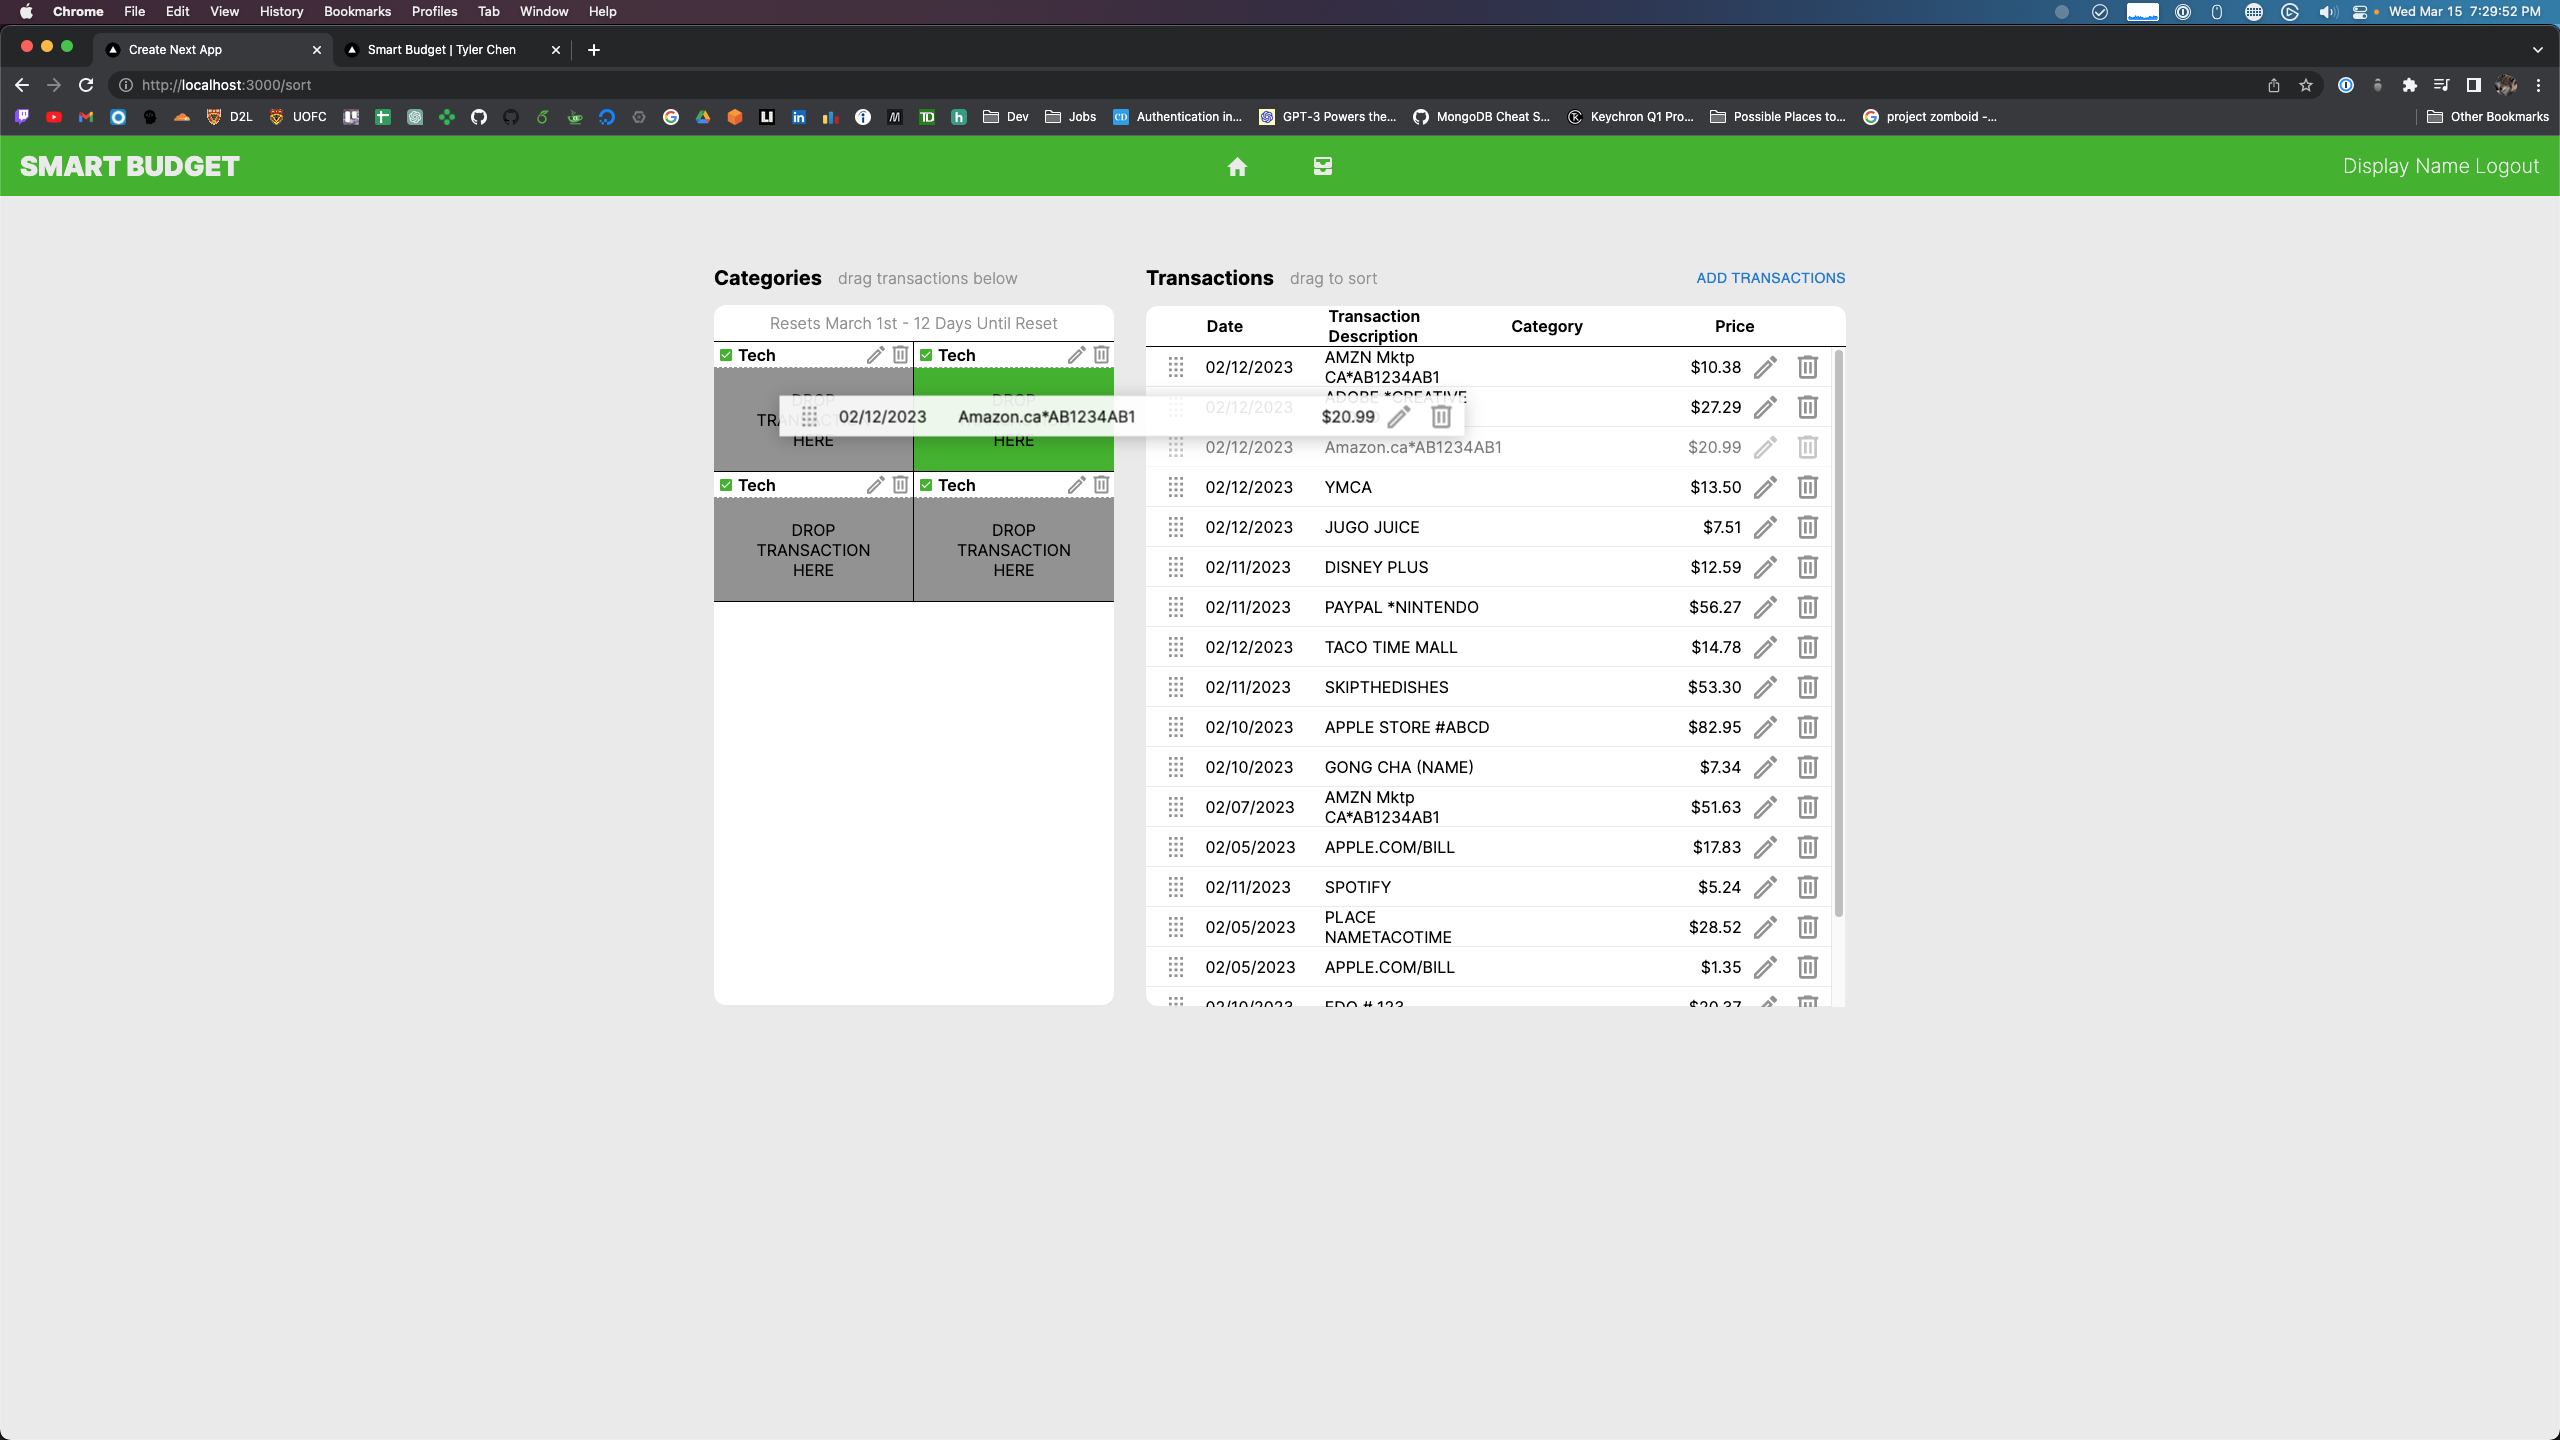 Chrome File Edit View History Bookmarks Profiles Tab Window Help Wed Mar 15 7:29:52 PM
Create Next App Smart Budget | Tyler Chen
http://localhost:3000/sort
D2L UOFC Dev Jobs Authentication in... GPT-3 Powers the... MongoDB Cheat S... Keychron Q1 Pro... Possible Places to... project zomboid -... Other Bookmarks
SMART BUDGET
Display Name Logout
Categories drag transactions below
Resets March 1st - 12 Days Until Reset
Tech
Tech
DROP
HERE
DROP
HERE
02/12/2023 Amazon.ca*AB1234AB1 $20.99
Tech
Tech
DROP
TRANSACTION
HERE
DROP
TRANSACTION
HERE
Transactions drag to sort ADD TRANSACTIONS
Date Transaction Description Category Price
02/12/2023 AMZN Mktp CA*AB1234AB1 $10.38
02/12/2023 ADOBE *CREATIVE $27.29
02/12/2023 Amazon.ca*AB1234AB1 $20.99
02/12/2023 YMCA $13.50
02/12/2023 JUGO JUICE $7.51
02/11/2023 DISNEY PLUS $12.59
02/11/2023 PAYPAL *NINTENDO $56.27
02/12/2023 TACO TIME MALL $14.78
02/11/2023 SKIPTHEDISHES $53.30
02/10/2023 APPLE STORE #ABCD $82.95
02/10/2023 GONG CHA (NAME) $7.34
02/07/2023 AMZN Mktp CA*AB1234AB1 $51.63
02/05/2023 APPLE.COM/BILL $17.83
02/11/2023 SPOTIFY $5.24
02/05/2023 PLACE NAMETACOTIME $28.52
02/05/2023 APPLE.COM/BILL $1.35
02/10/2023 EDO # 123 $20.37